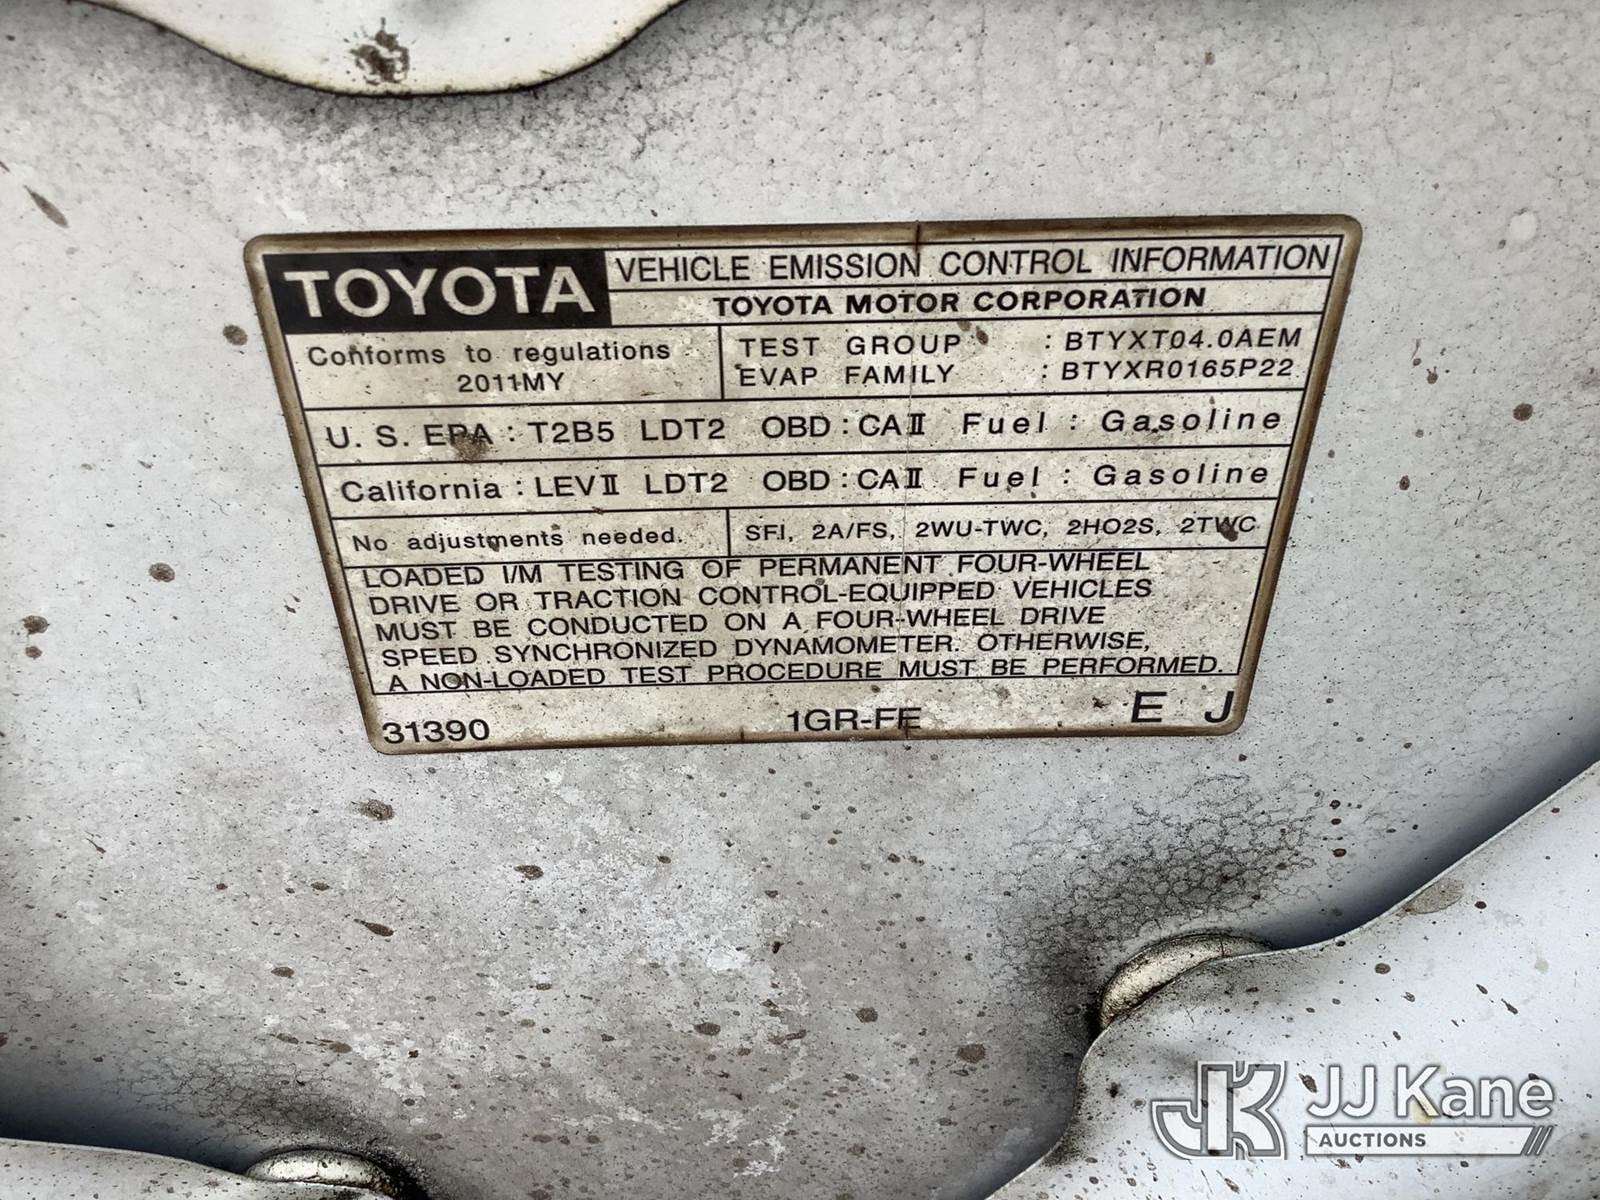 TOYOTA
VEHICLE EMISSION CONTROL INFORMATION
TOYOTA MOTOR CORPORATION
Conforms to regulations
2011MY
TEST GROUP : BTYXT04.0AEM
EVAP FAMILY : BTYXR0165P22
U. S. EPA : T2B5 LDT2 OBD : CAⅡ Fuel : Gasoline
California : LEVⅡ LDT2 OBD : CAⅡ Fuel : Gasoline
No adjustments needed.
SFI, 2A/FS, 2WU-TWC, 2HO2S, 2TWC
LOADED I/M TESTING OF PERMANENT FOUR-WHEEL
DRIVE OR TRACTION CONTROL-EQUIPPED VEHICLES
MUST BE CONDUCTED ON A FOUR-WHEEL DRIVE
SPEED SYNCHRONIZED DYNAMOMETER. OTHERWISE,
A NON-LOADED TEST PROCEDURE MUST BE PERFORMED.
31390 1GR-FE E J
JK JJ Kane
AUCTIONS